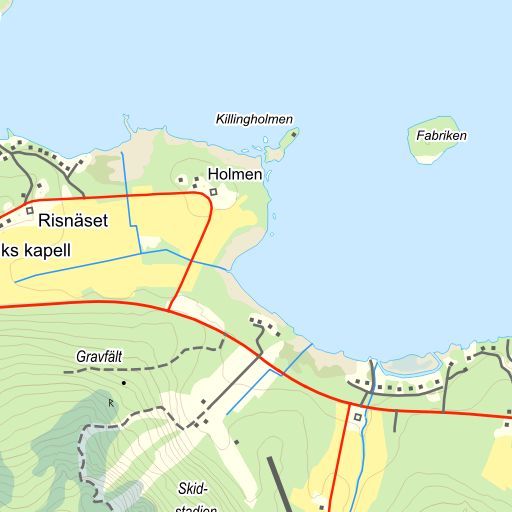 Killingholmen
Fabriken
Holmen
Risnäset
ks kapell
Gravfält
R
Skid-
stadion